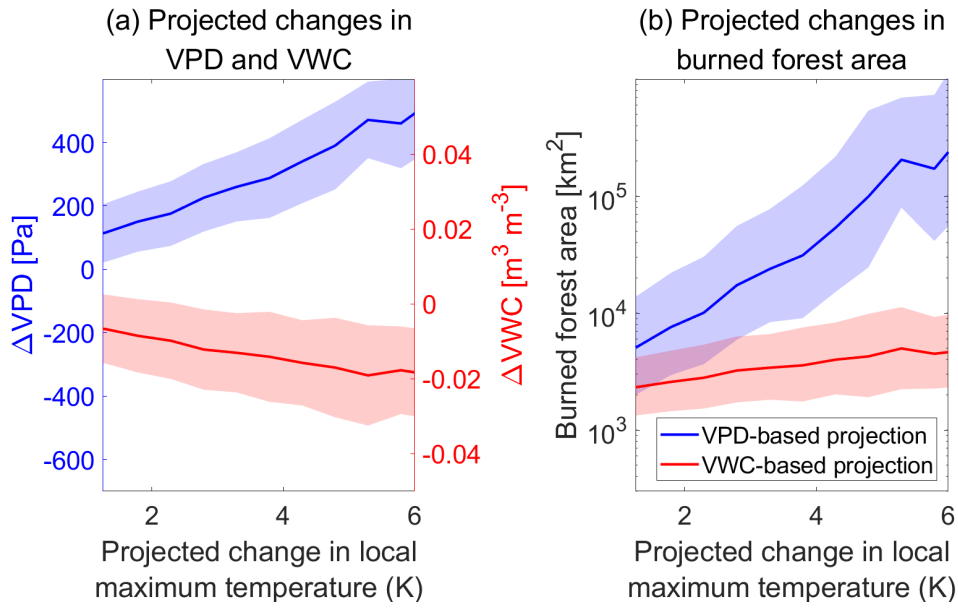 (a) Projected changes in
VPD and VWC
400
200
0
-200
-400
-600
ΔVPD [Pa]
0.04
0.02
0
-0.02
-0.04
ΔVWC [m³ m⁻³]
2
4
6
Projected change in local
maximum temperature (K)
(b) Projected changes in
burned forest area
10⁵
10⁴
10³
Burned forest area [km²]
VPD-based projection
VWC-based projection
2
4
6
Projected change in local
maximum temperature (K)